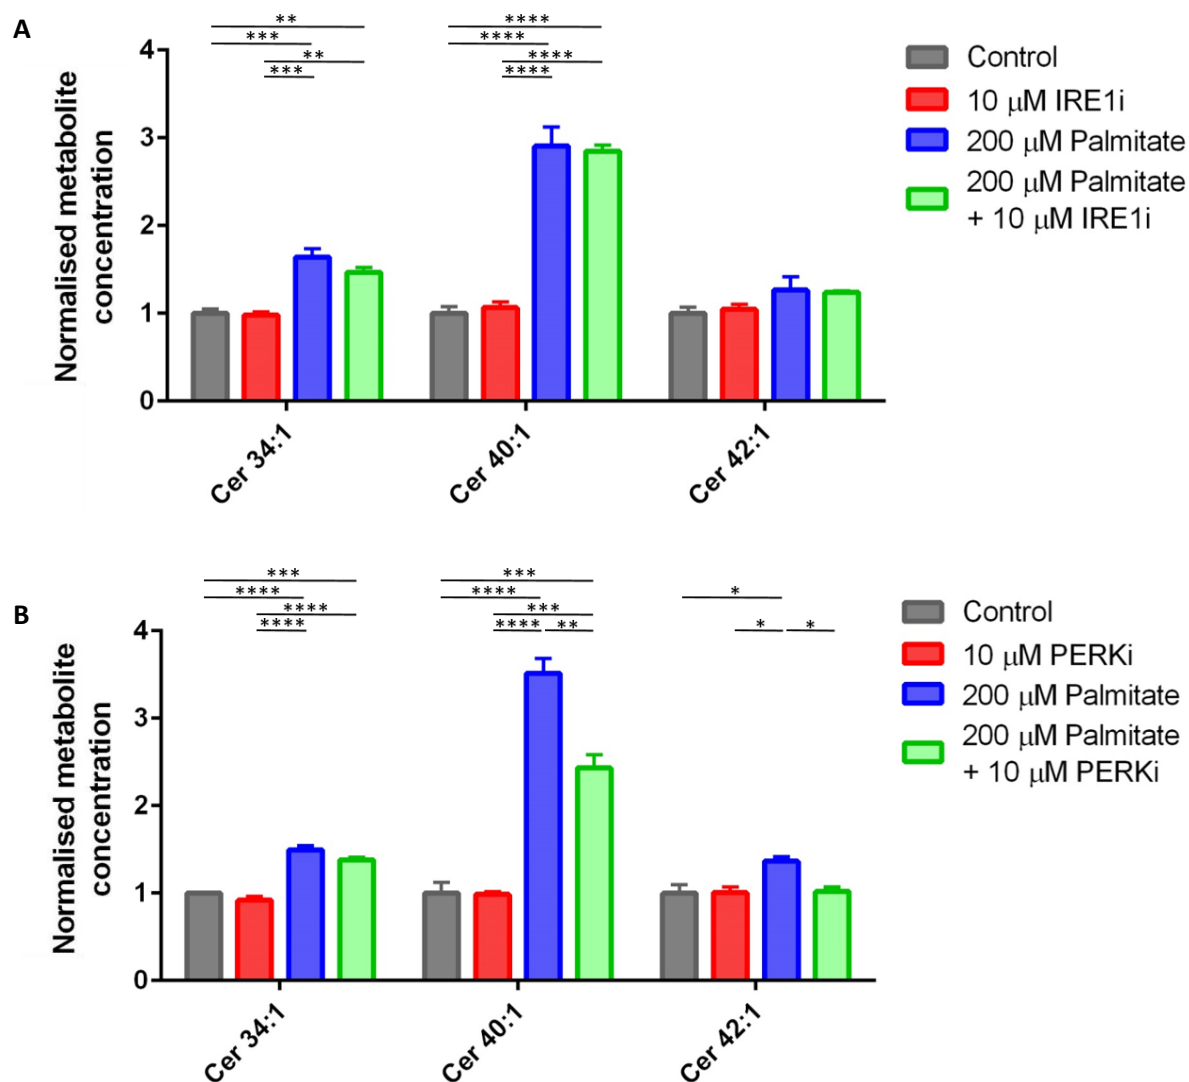 A
** **** 
*** ****
** ****
*** ****
4
3
2
1
0
Normalised metabolite
concentration
Cer 34:1
Cer 40:1
Cer 42:1
Control
10 μM IRE1i
200 μM Palmitate
200 μM Palmitate
+ 10 μM IRE1i
B
*** ***
**** **** *
**** ***
**** **** ** * *
4
3
2
1
0
Normalised metabolite
concentration
Cer 34:1
Cer 40:1
Cer 42:1
Control
10 μM PERKi
200 μM Palmitate
200 μM Palmitate
+ 10 μM PERKi